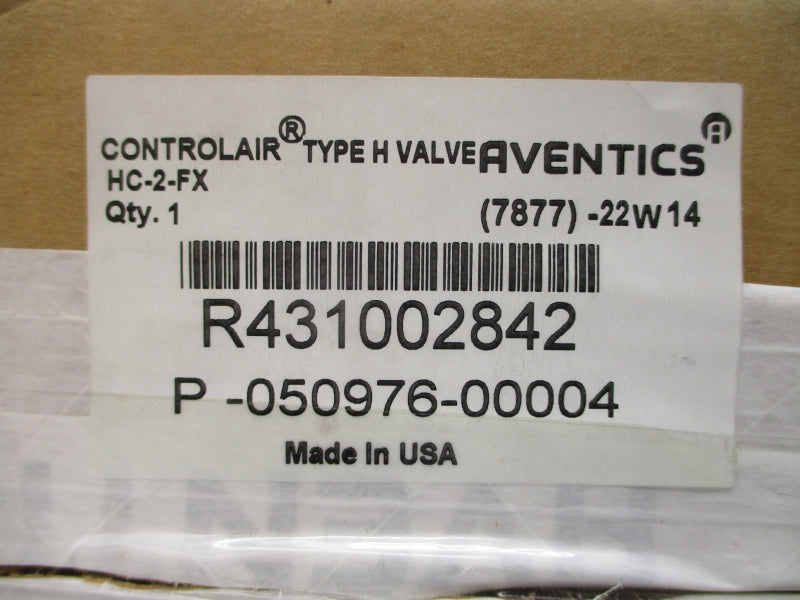 CONTROLAIR® TYPE H VALVE AVENTICS
HC-2-FX
Qty. 1 (7877) -22W14
R431002842
P -050976-00004
Made In USA